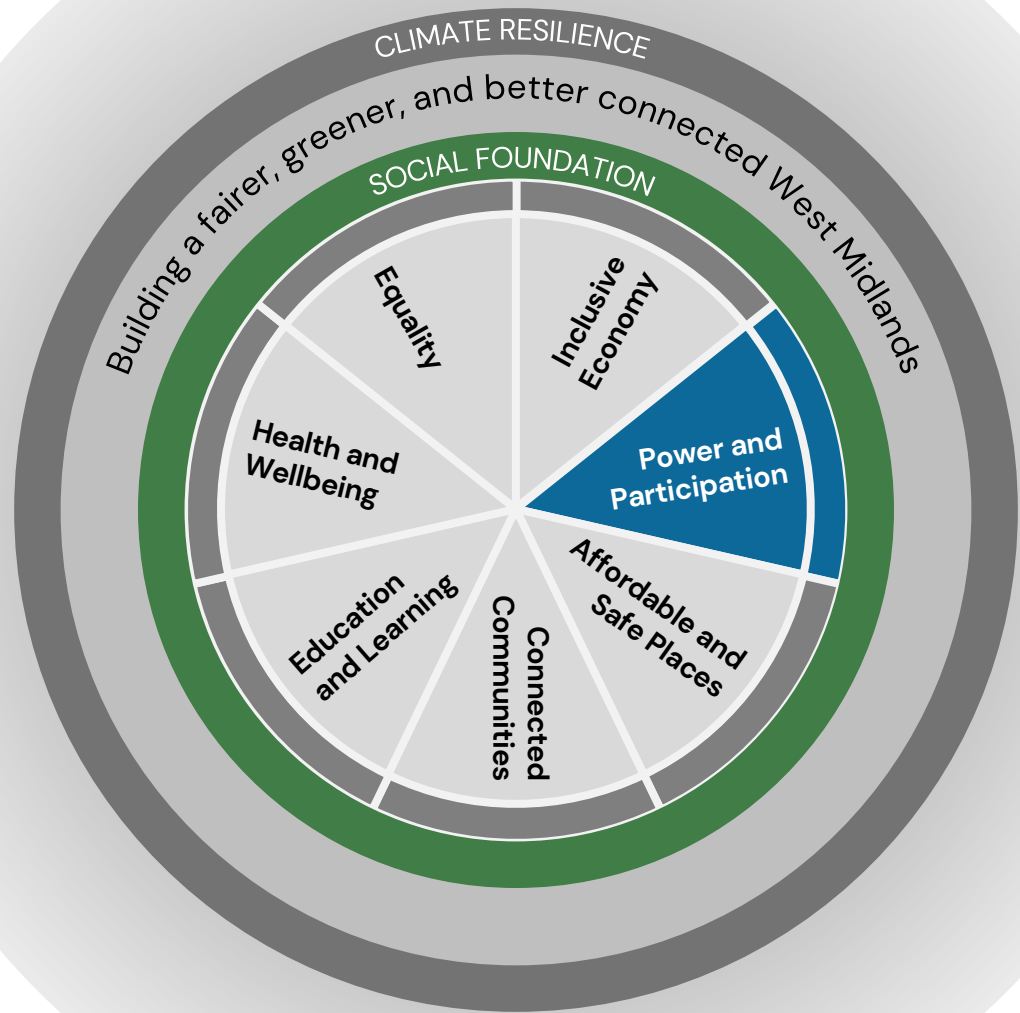 CLIMATE RESILIENCE
Building a fairer, greener, and better connected West Midlands
SOCIAL FOUNDATION
Equality
Inclusive
Economy
Power and
Participation
Affordable and
Safe Places
Connected
Communities
Education
and Learning
Health and
Wellbeing